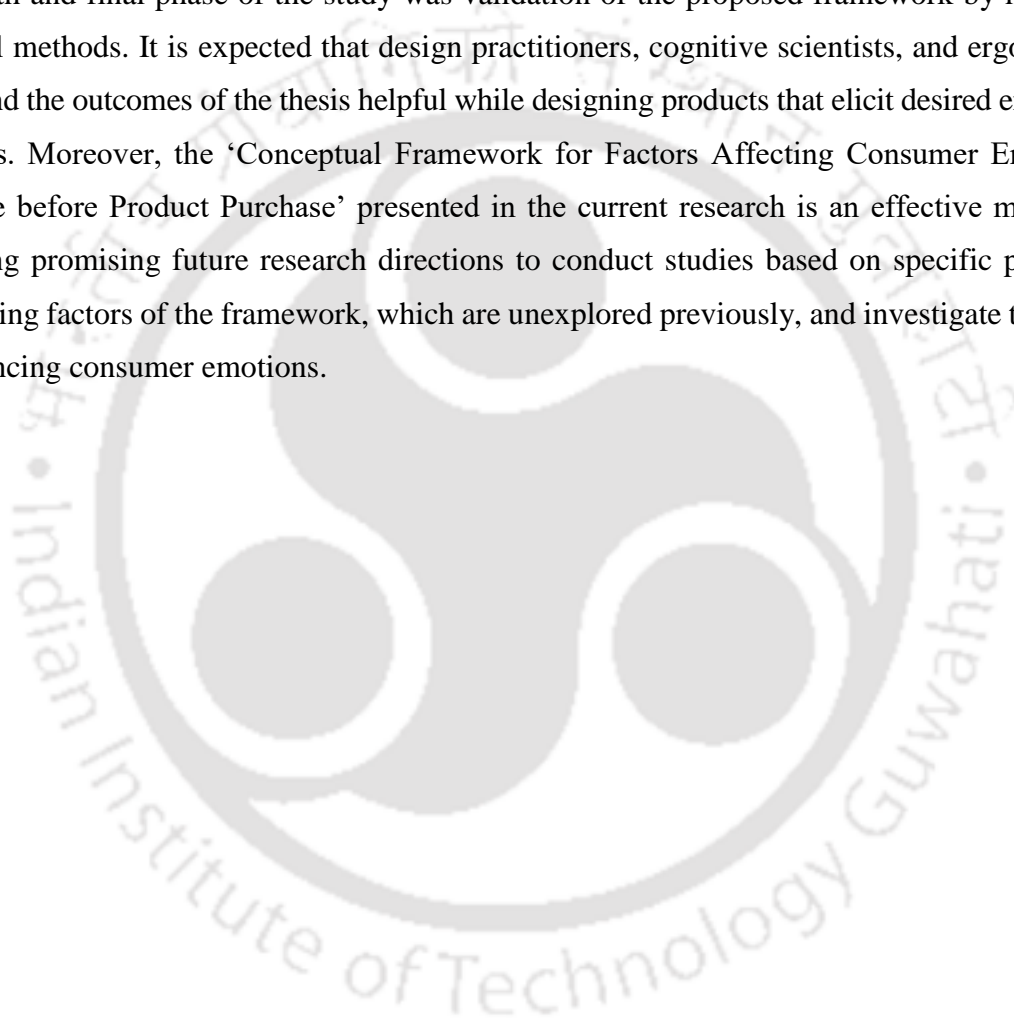 th and final phase of the study was validation of the proposed framework by
l methods. It is expected that design practitioners, cognitive scientists, and ergo
nd the outcomes of the thesis helpful while designing products that elicit desired e
s. Moreover, the ‘Conceptual Framework for Factors Affecting Consumer En
e before Product Purchase’ presented in the current research is an effective m
ng promising future research directions to conduct studies based on specific p
ing factors of the framework, which are unexplored previously, and investigate t
ncing consumer emotions.
Indian Institute of Technology Guwahati